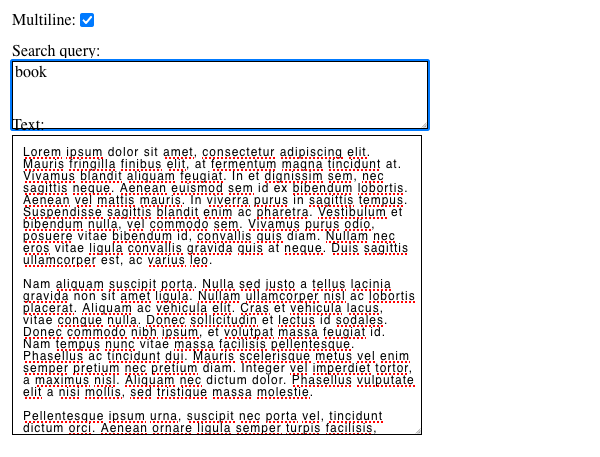 Multiline:
Search query:
book
Text:
Lorem ipsum dolor sit amet, consectetur adipiscing elit.
Mauris fringilla finibus elit, at fermentum magna tincidunt at.
Vivamus blandit aliquam feugiat. In et dignissim sem, nec
sagittis neque. Aenean euismod sem id ex bibendum lobortis.
Aenean vel mattis mauris. In viverra purus in sagittis tempus.
Suspendisse sagittis blandit enim ac pharetra. Vestibulum et
bibendum nulla, vel commodo sem. Vivamus purus odio,
posuere vitae bibendum id, convallis quis diam. Nullam nec
eros vitae ligula convallis gravida quis at neque. Duis sagittis
ullamcorper est, ac varius leo.
Nam aliquam suscipit porta. Nulla sed justo a tellus lacinia
gravida non sit amet ligula. Nullam ullamcorper nisl ac lobortis
placerat. Aliquam ac vehicula elit. Cras et vehicula lacus,
vitae congue nulla. Donec sollicitudin et lectus id sodales.
Donec commodo nibh ipsum, et volutpat massa feugiat id.
Nam tempus nunc vitae massa facilisis pellentesque.
Phasellus ac tincidunt dui. Mauris scelerisque metus vel enim
semper pretium nec pretium diam. Integer vel imperdiet tortor,
a maximus nisl. Aliquam nec dictum dolor. Phasellus vulputate
elit a nisi mollis, sed tristique massa molestie.
Pellentesque ipsum urna, suscipit nec porta vel, tincidunt
dictum orci. Aenean ornare ligula semper turpis facilisis,